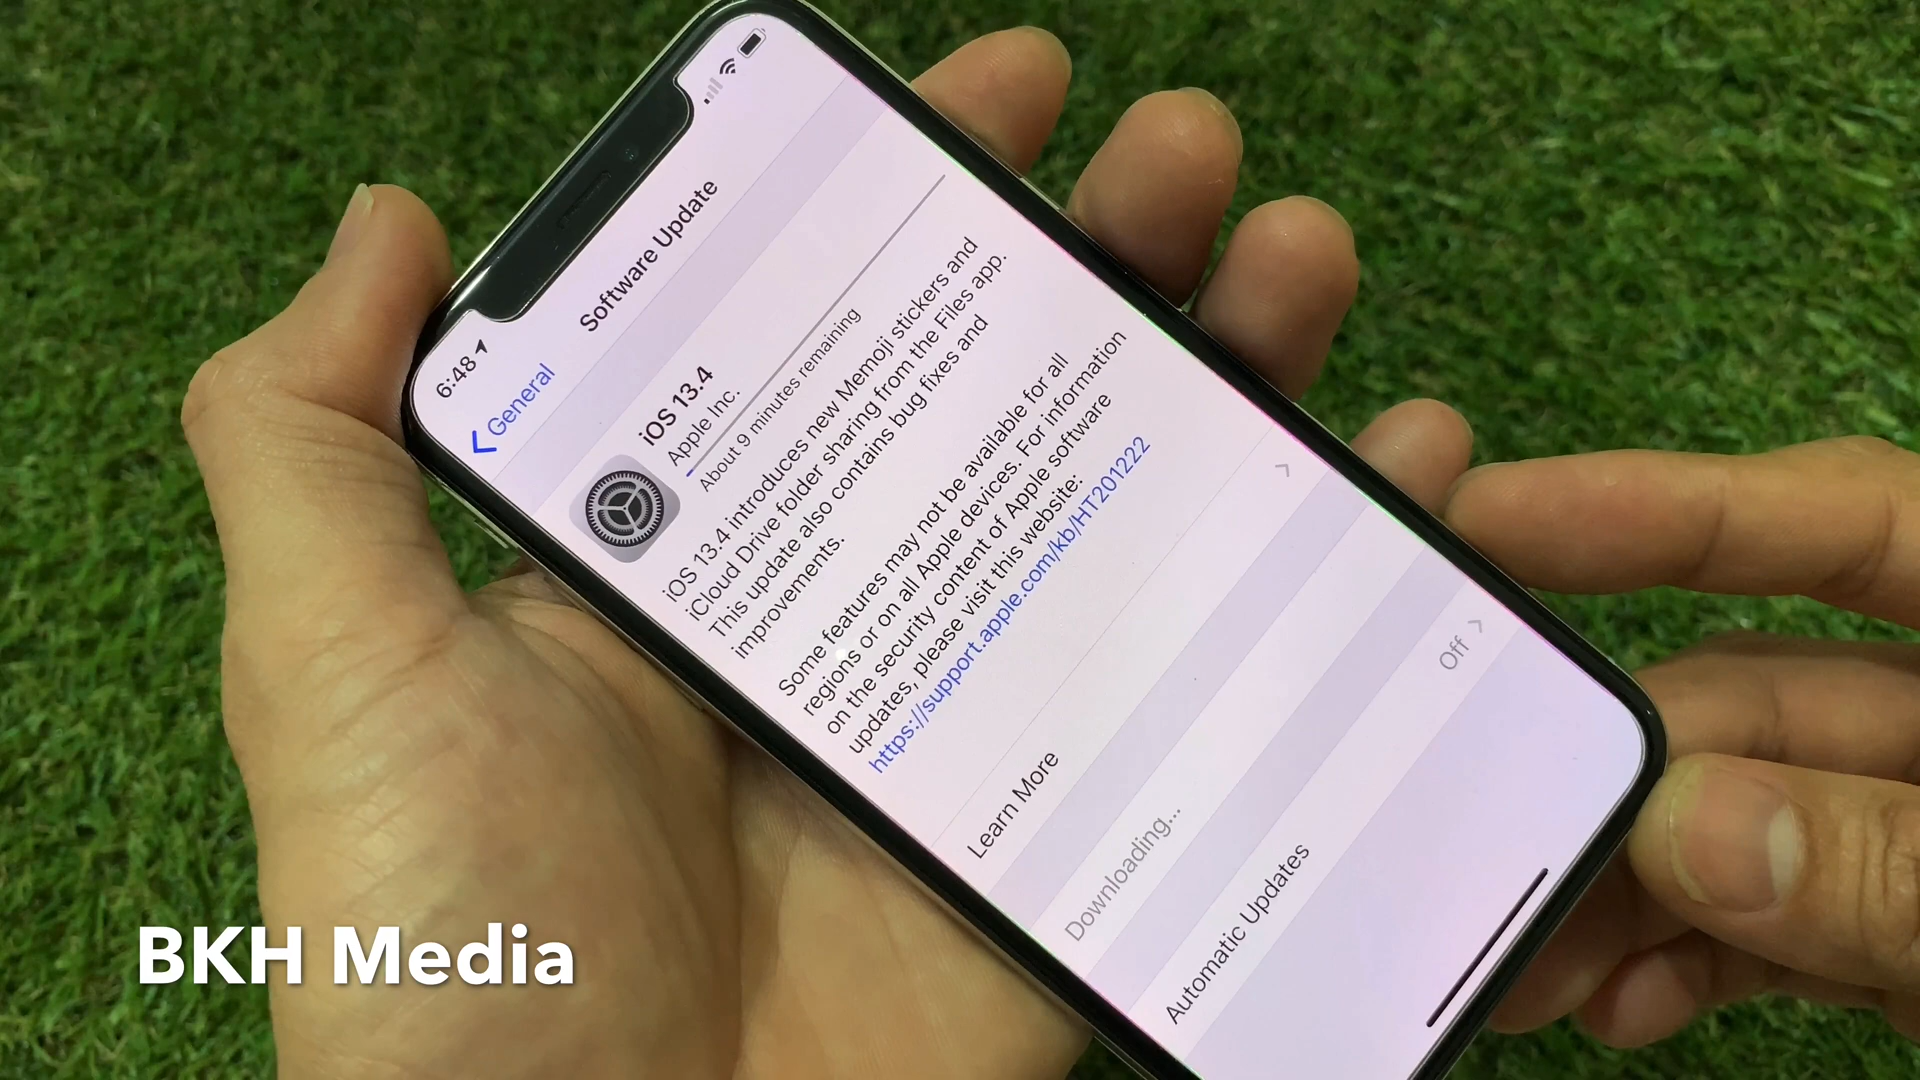 6:48
General
Software Update
iOS 13.4
Apple Inc.
About 9 minutes remaining
iOS 13.4 introduces new Memoji stickers and
iCloud Drive folder sharing from the Files app.
This update also contains bug fixes and
improvements.
Some features may not be available for all
regions or on all Apple devices. For information
on the security content of Apple software
updates, please visit this website:
https://support.apple.com/kb/HT201222
Learn More
Downloading...
Automatic Updates
Off
BKH Media